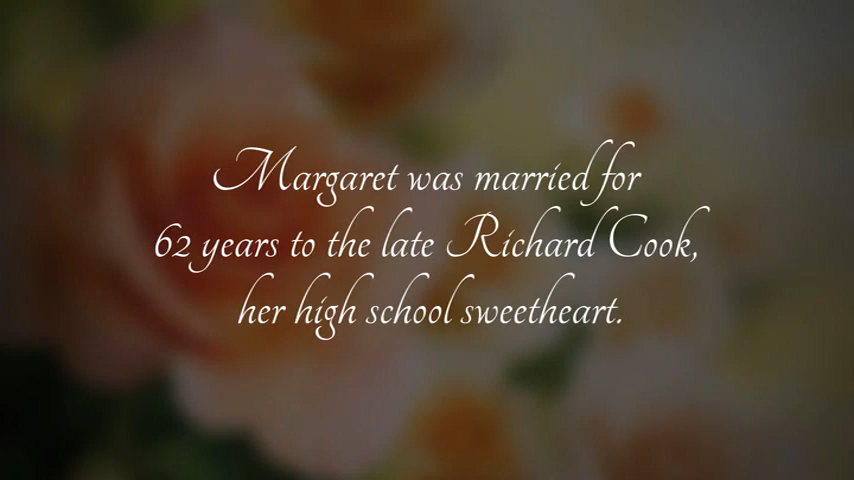 Margaret was married for
62 years to the late Richard Cook,
her high school sweetheart.